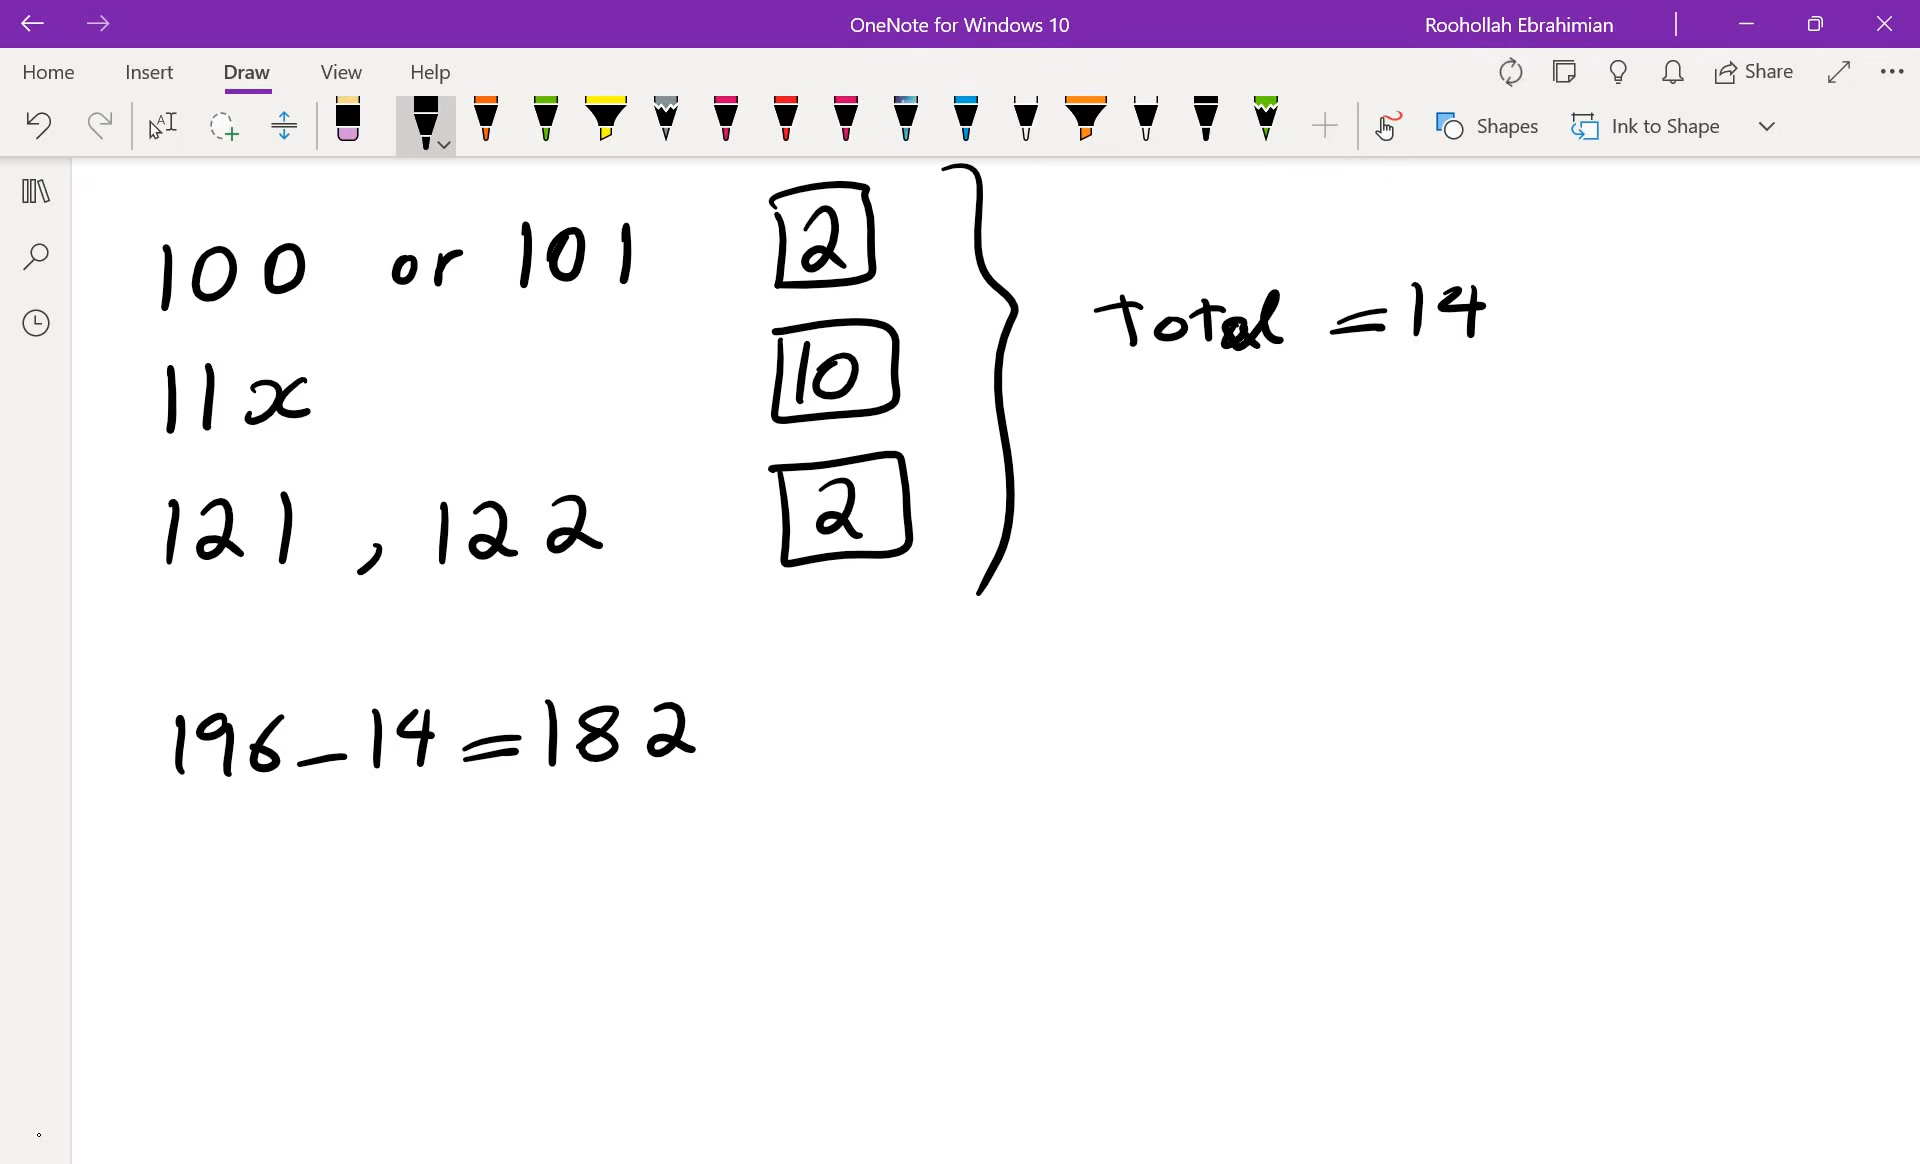 OneNote for Windows 10
Roohollah Ebrahimian
Home Insert Draw View Help
Share
Shapes Ink to Shape
100 or 101 2
11x 10
121 , 122 2
Total = 14
196 - 14 = 182